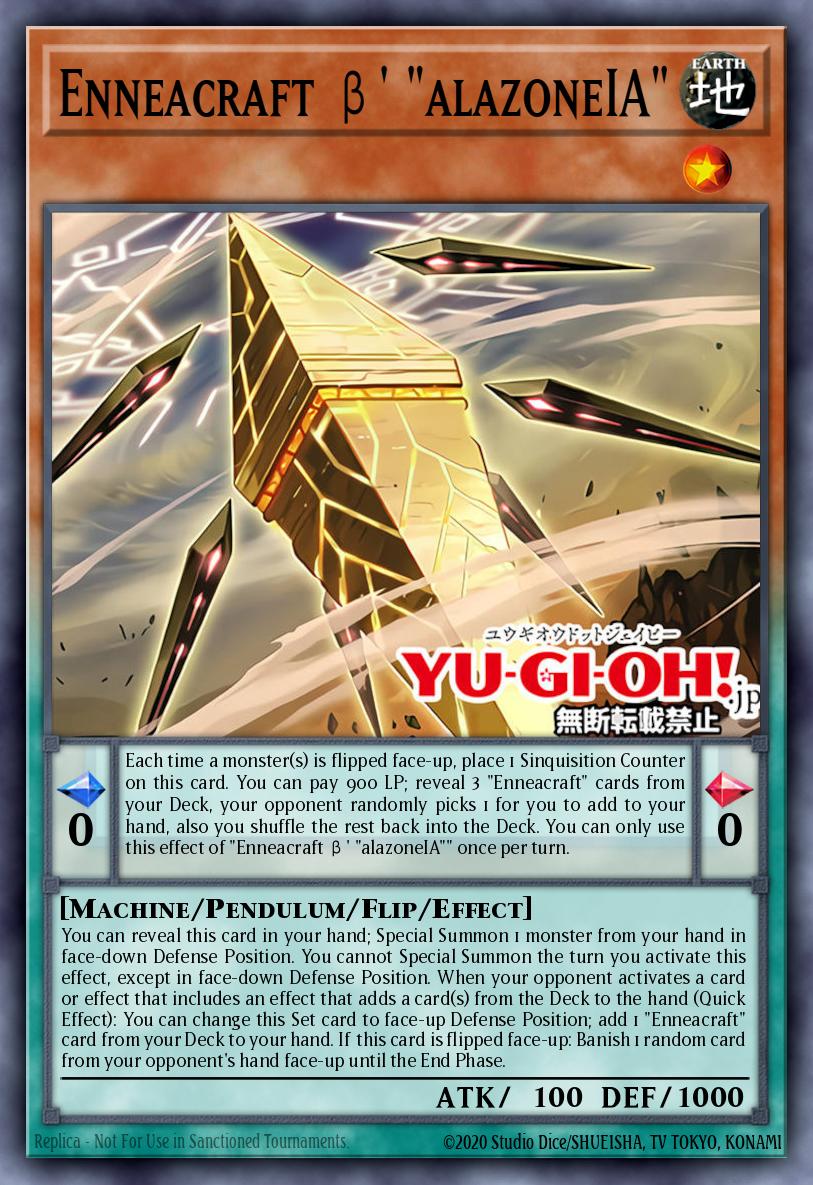 Enneacraft β' "alazoneIA"
EARTH
地
ユウギオウドットジェイピー
YU-GI-OH!.jp
無断転載禁止
Each time a monster(s) is flipped face-up, place 1 Sinquisition Counter
on this card. You can pay 900 LP; reveal 3 "Enneacraft" cards from
your Deck, your opponent randomly picks 1 for you to add to your
hand, also you shuffle the rest back into the Deck. You can only use
this effect of "Enneacraft β' "alazoneIA"" once per turn.
0
0
[Machine/Pendulum/Flip/Effect]
You can reveal this card in your hand; Special Summon 1 monster from your hand in
face-down Defense Position. You cannot Special Summon the turn you activate this
effect, except in face-down Defense Position. When your opponent activates a card
or effect that includes an effect that adds a card(s) from the Deck to the hand (Quick
Effect): You can change this Set card to face-up Defense Position; add 1 "Enneacraft"
card from your Deck to your hand. If this card is flipped face-up: Banish 1 random card
from your opponent's hand face-up until the End Phase.
ATK/ 100 DEF/1000
Replica - Not For Use in Sanctioned Tournaments.
©2020 Studio Dice/SHUEISHA, TV TOKYO, KONAMI